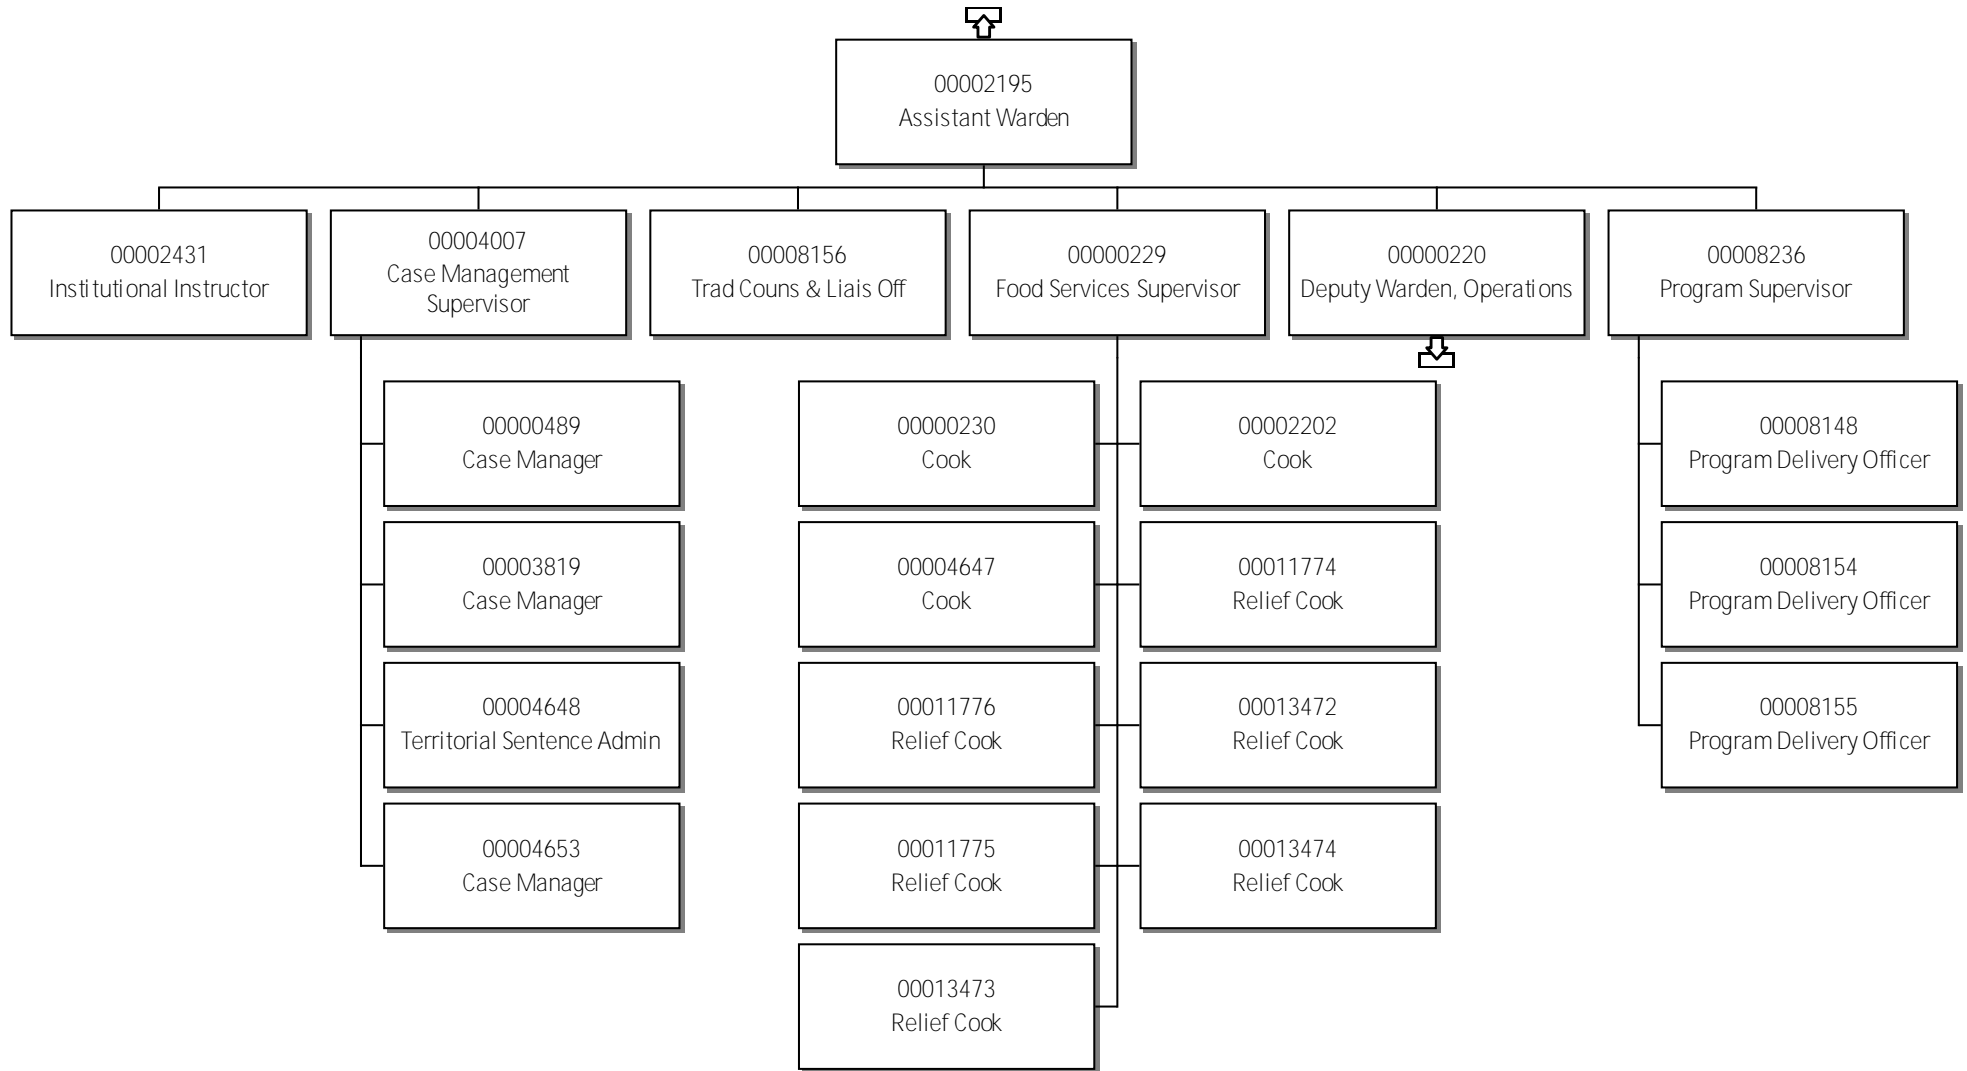 00002195
Assistant Warden
00002431
Institutional Instructor
00004007
Case Management
Supervisor
00008156
Trad Couns & Liais Off
00000229
Food Services Supervisor
00000220
Deputy Warden, Operations
00008236
Program Supervisor
00000489
Case Manager
00003819
Case Manager
00004648
Territorial Sentence Admin
00004653
Case Manager
00000230
Cook
00002202
Cook
00004647
Cook
00011774
Relief Cook
00011776
Relief Cook
00013472
Relief Cook
00011775
Relief Cook
00013474
Relief Cook
00013473
Relief Cook
00008148
Program Delivery Officer
00008154
Program Delivery Officer
00008155
Program Delivery Officer